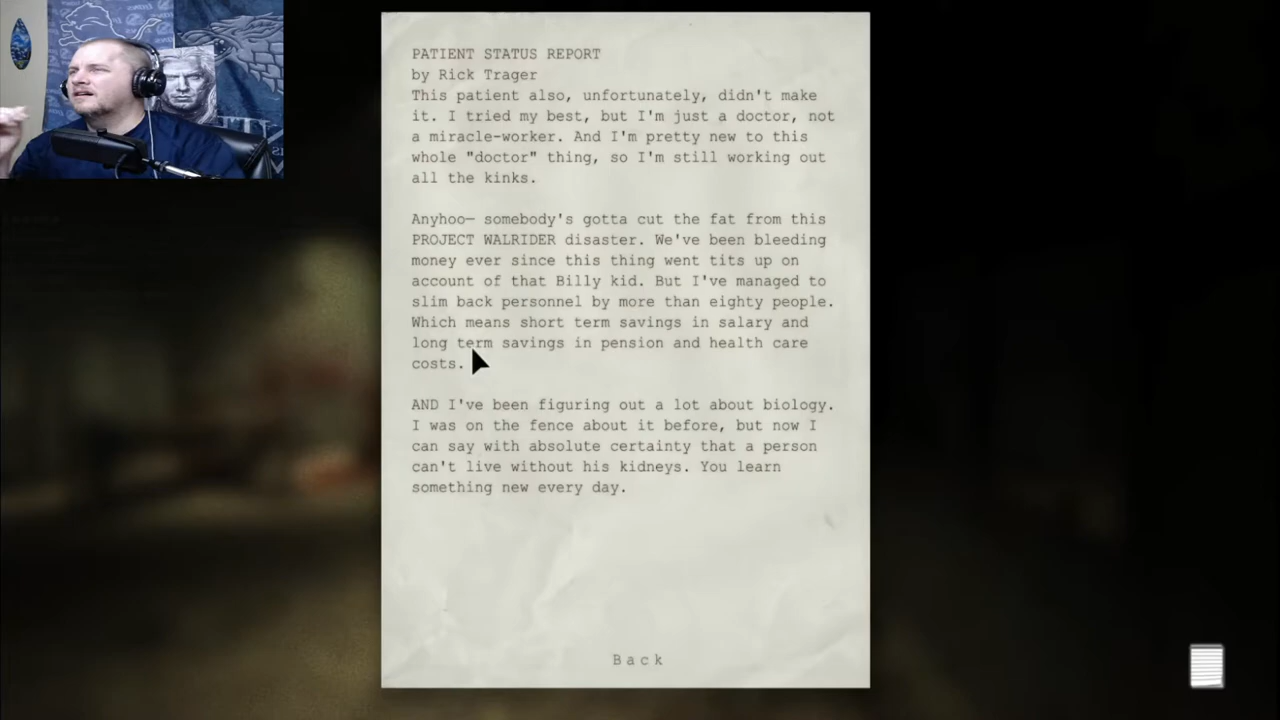 PATIENT STATUS REPORT
by Rick Trager
This patient also, unfortunately, didn't make
it. I tried my best, but I'm just a doctor, not
a miracle-worker. And I'm pretty new to this
whole "doctor" thing, so I'm still working out
all the kinks.
Anyhoo— somebody's gotta cut the fat from this
PROJECT WALRIDER disaster. We've been bleeding
money ever since this thing went tits up on
account of that Billy kid. But I've managed to
slim back personnel by more than eighty people.
Which means short term savings in salary and
long term savings in pension and health care
costs.
AND I've been figuring out a lot about biology.
I was on the fence about it before, but now I
can say with absolute certainty that a person
can't live without his kidneys. You learn
something new every day.
Back